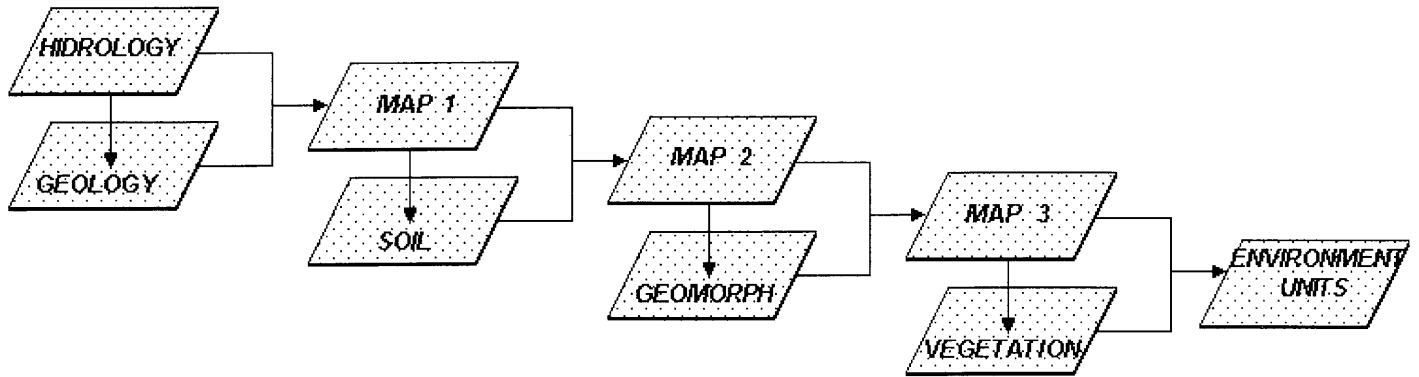 HIDROLOGY
GEOLOGY
MAP 1
SOIL
MAP 2
GEOMORPH
MAP 3
VEGETATION
ENVIRONMENT
UNITS